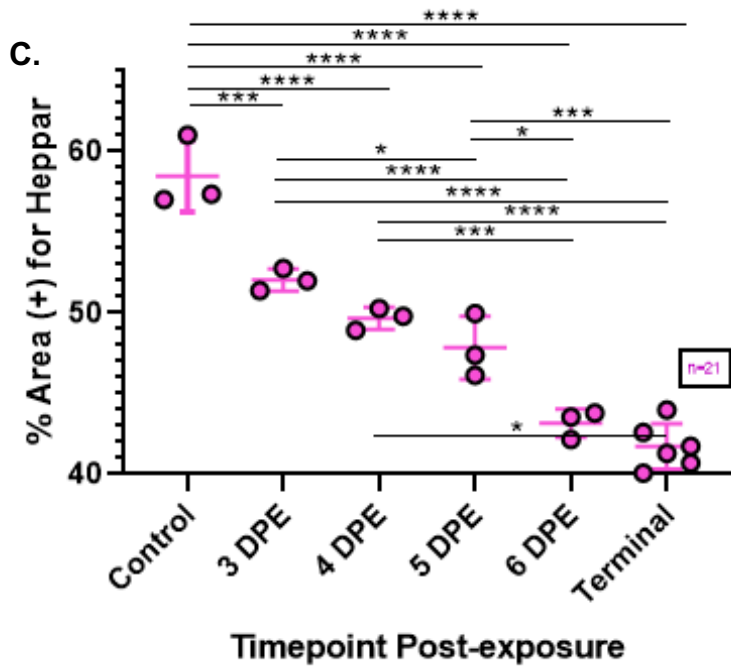 ****
C.
****
****
****
***
***
*
*
****
****
****
***
% Area (+) for Heppar
60
50
40
n=21
*
Control
3 DPE
4 DPE
5 DPE
6 DPE
Terminal
Timepoint Post-exposure